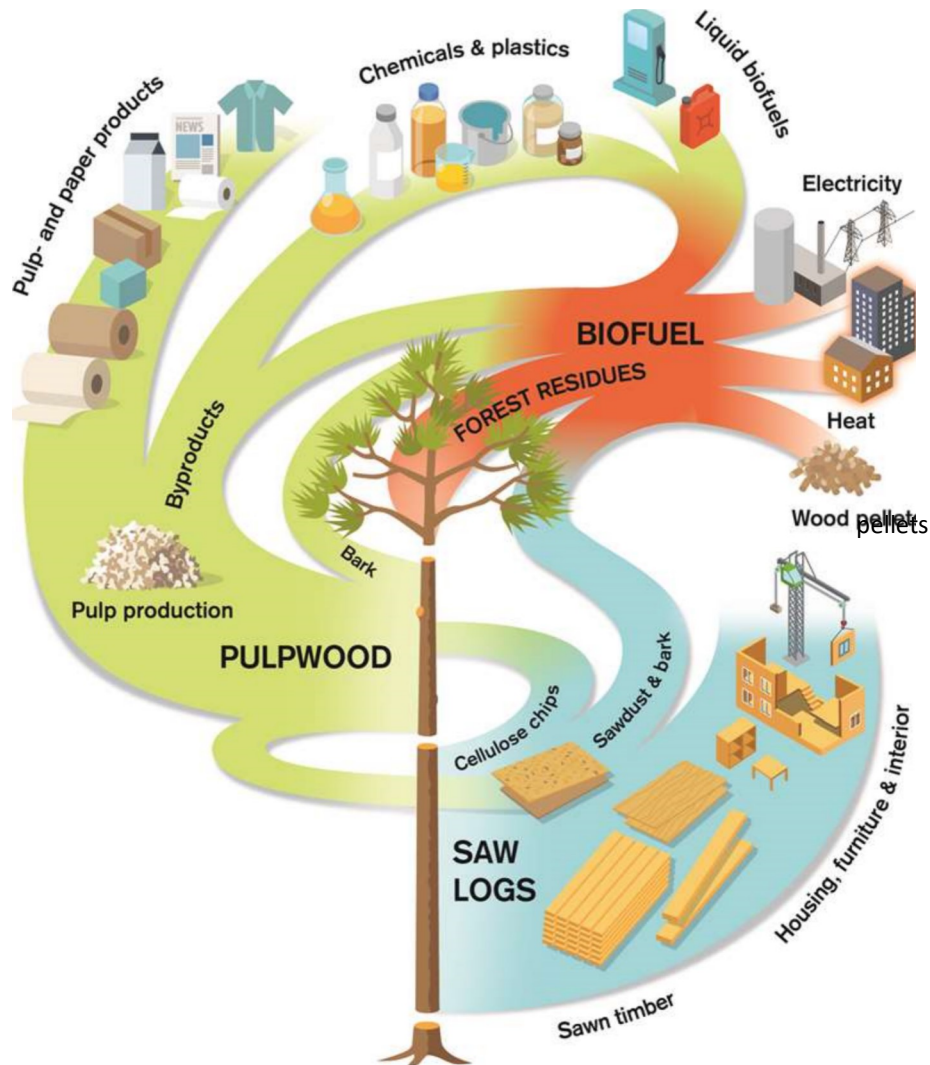 Chemicals & plastics
Liquid biofuels
Pulp- and paper products
NEWS
Electricity
BIOFUEL
FOREST RESIDUES
Heat
Byproducts
Wood pellet
pellets
Bark
Pulp production
PULPWOOD
Cellulose chips
Sawdust & bark
SAW
LOGS
Housing, furniture & interior
Sawn timber